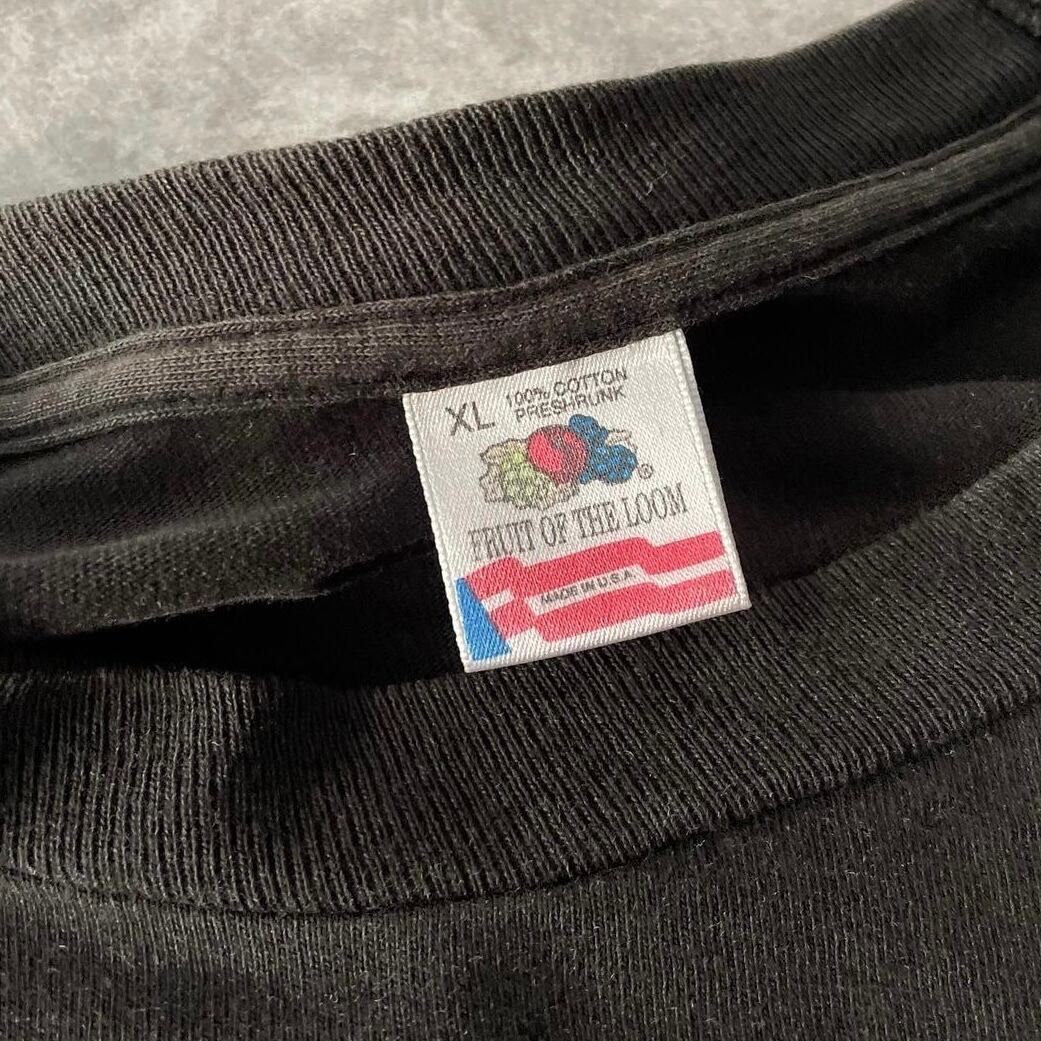 XL 100% COTTON
PRESHRUNK
®
FRUIT OF THE LOOM
MADE IN U.S.A.